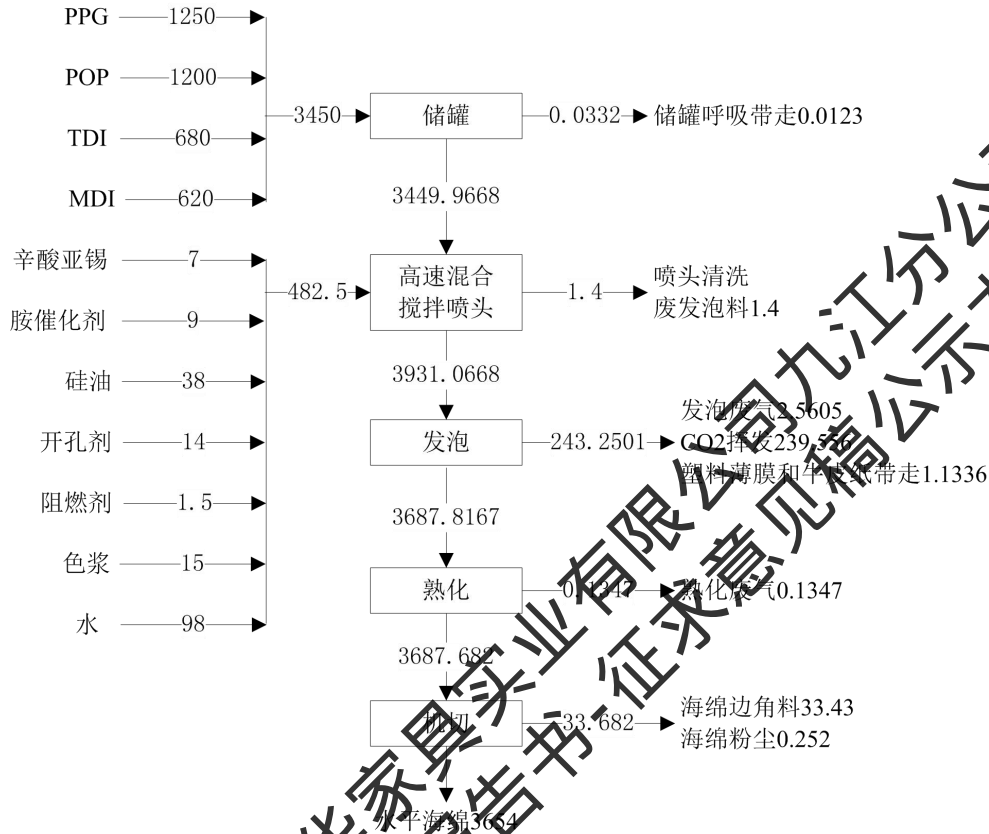 PPG 1250
POP 1200
TDI 680
MDI 620
3450
储罐
0.0332
储罐呼吸带走0.0123
3449.9668
辛酸亚锡 7
胺催化剂 9
硅油 38
开孔剂 14
阻燃剂 1.5
色浆 15
水 98
482.5
高速混合
搅拌喷头
1.4
喷头清洗
废发泡料1.4
3931.0668
发泡
243.2501
发泡废气2.5605
CO2挥发239.556
塑料薄膜和牛皮纸带走1.1336
3687.8167
熟化
0.1347
熟化废气0.1347
3687.682
机切
33.682
海绵边角料33.43
海绵粉尘0.252
水平海绵3654
华家具实业有限公司九江分公
告书-征求意见稿公示